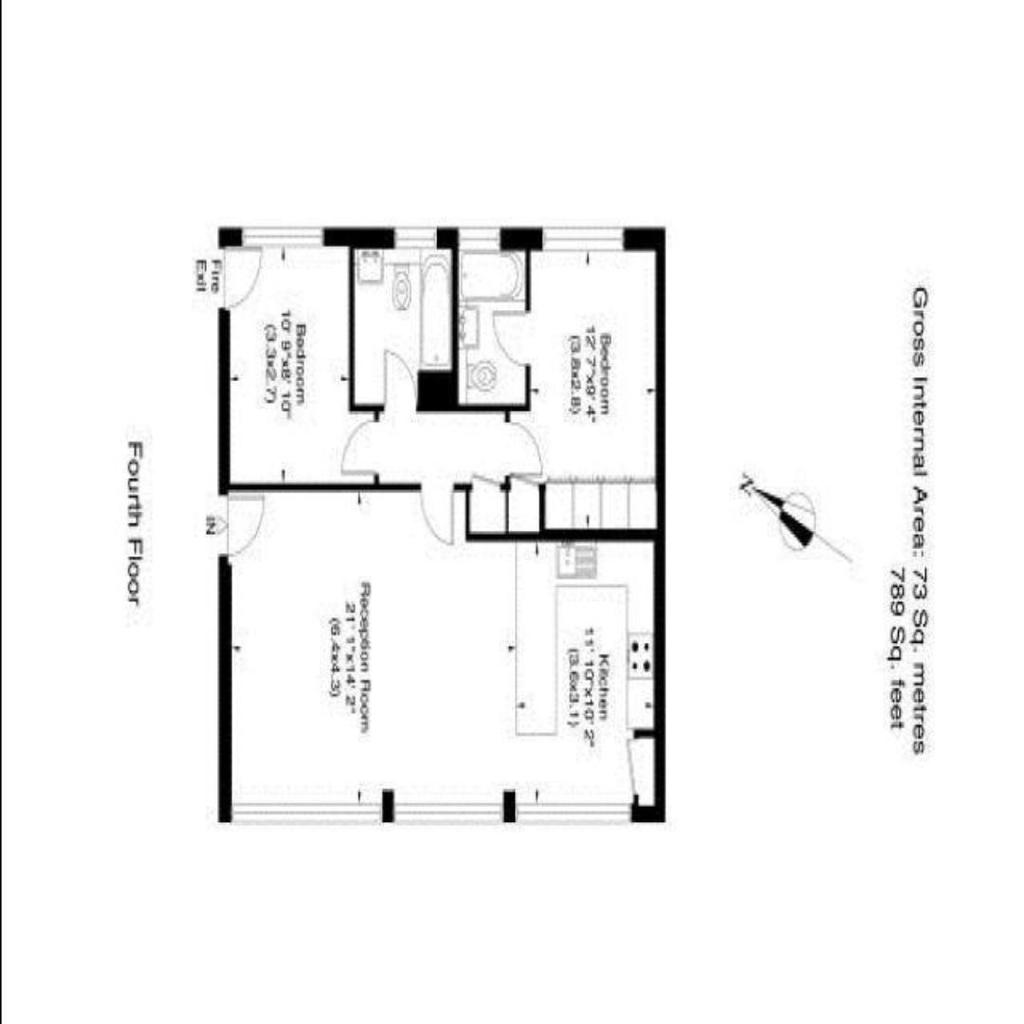 Gross Internal Area: 73 Sq. metres
789 Sq. feet
N
Bedroom
12' 7"x9' 4"
(3.8x2.8)
Kitchen
11' 10"x10' 2"
(3.6x3.1)
Reception Room
21' 1"x14' 2"
(6.4x4.3)
Bedroom
10' 9"x8' 10"
(3.3x2.7)
Fire
Exit
IN
Fourth Floor